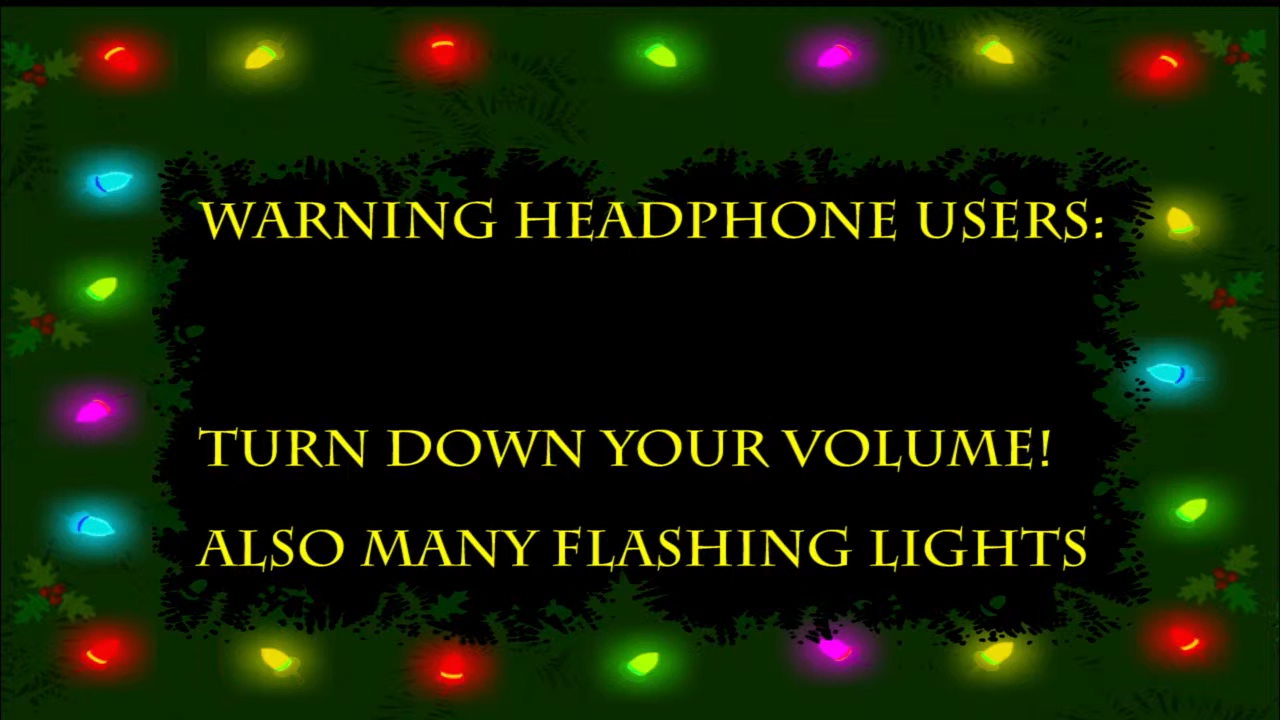 WARNING HEADPHONE USERS:
TURN DOWN YOUR VOLUME!
ALSO MANY FLASHING LIGHTS